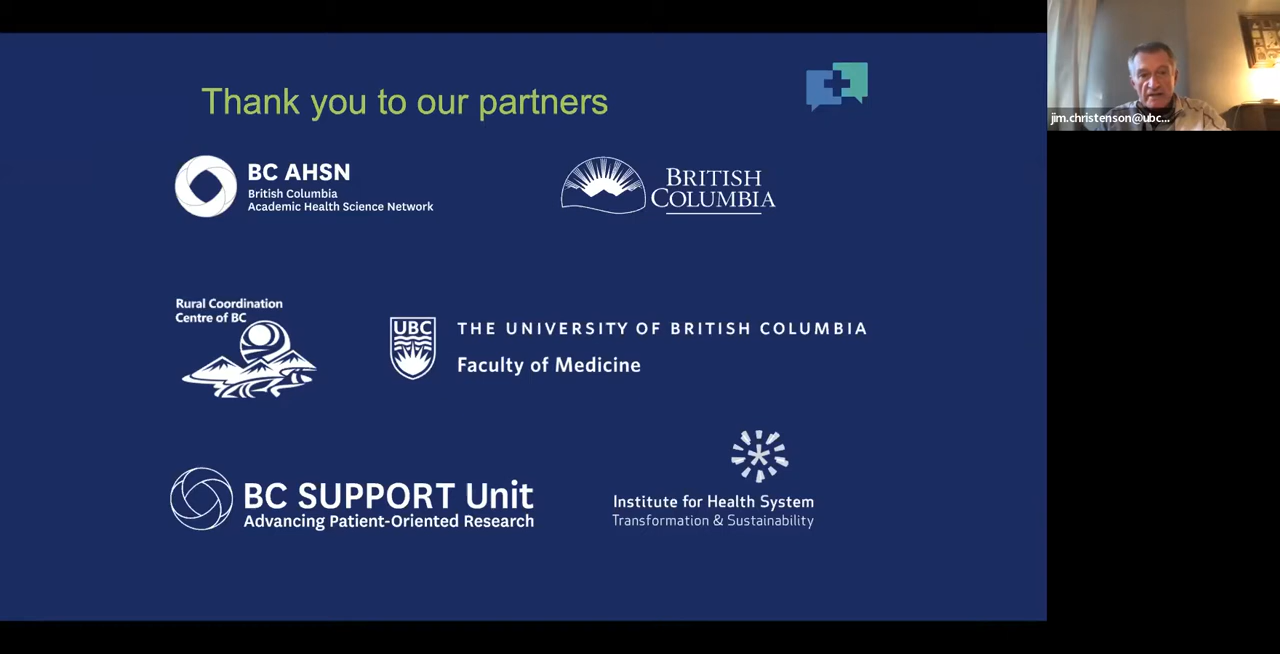 Thank you to our partners
jim.christenson@ubc...
BC AHSN
British Columbia
Academic Health Science Network
BRITISH
COLUMBIA
Rural Coordination
Centre of BC
UBC
THE UNIVERSITY OF BRITISH COLUMBIA
Faculty of Medicine
BC SUPPORT Unit
Advancing Patient-Oriented Research
Institute for Health System
Transformation & Sustainability